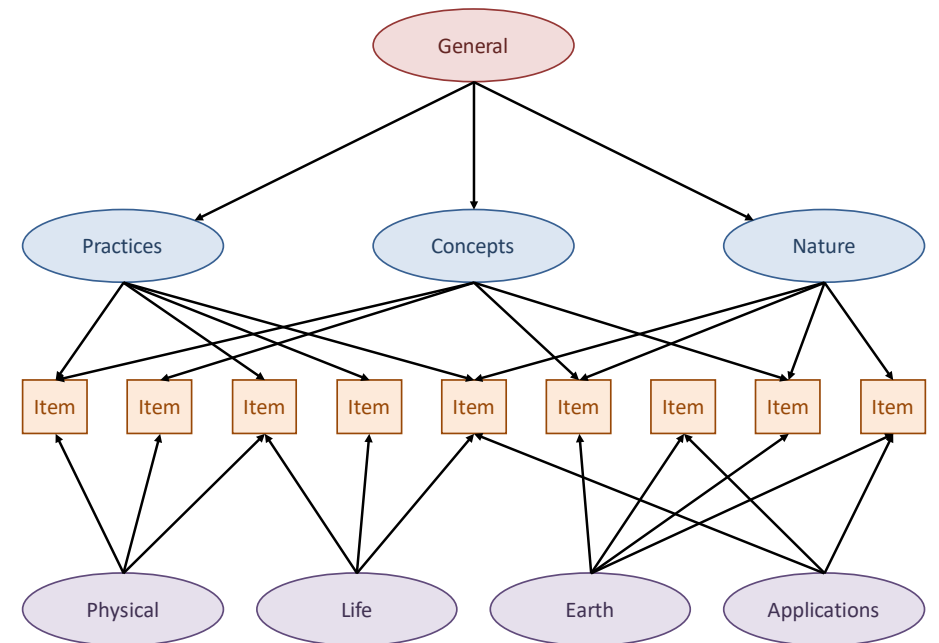 General
Practices
Concepts
Nature
Item
Item
Item
Item
Item
Item
Item
Item
Item
Physical
Life
Earth
Applications